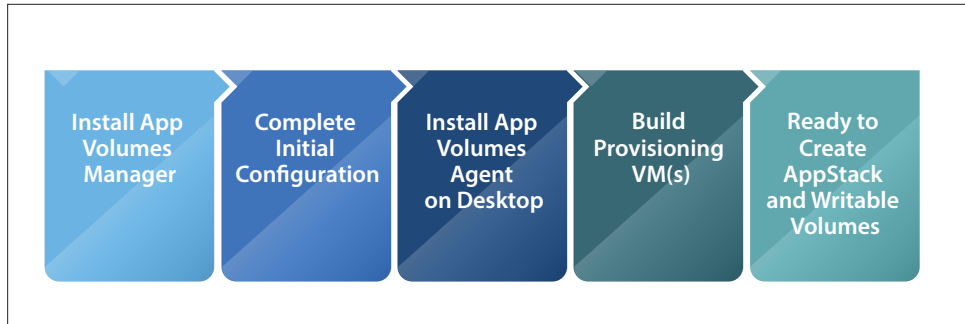 Install App
Volumes
Manager
Complete
Initial
Configuration
Install App
Volumes
Agent
on Desktop
Build
Provisioning
VM(s)
Ready to
Create
AppStack
and Writable
Volumes